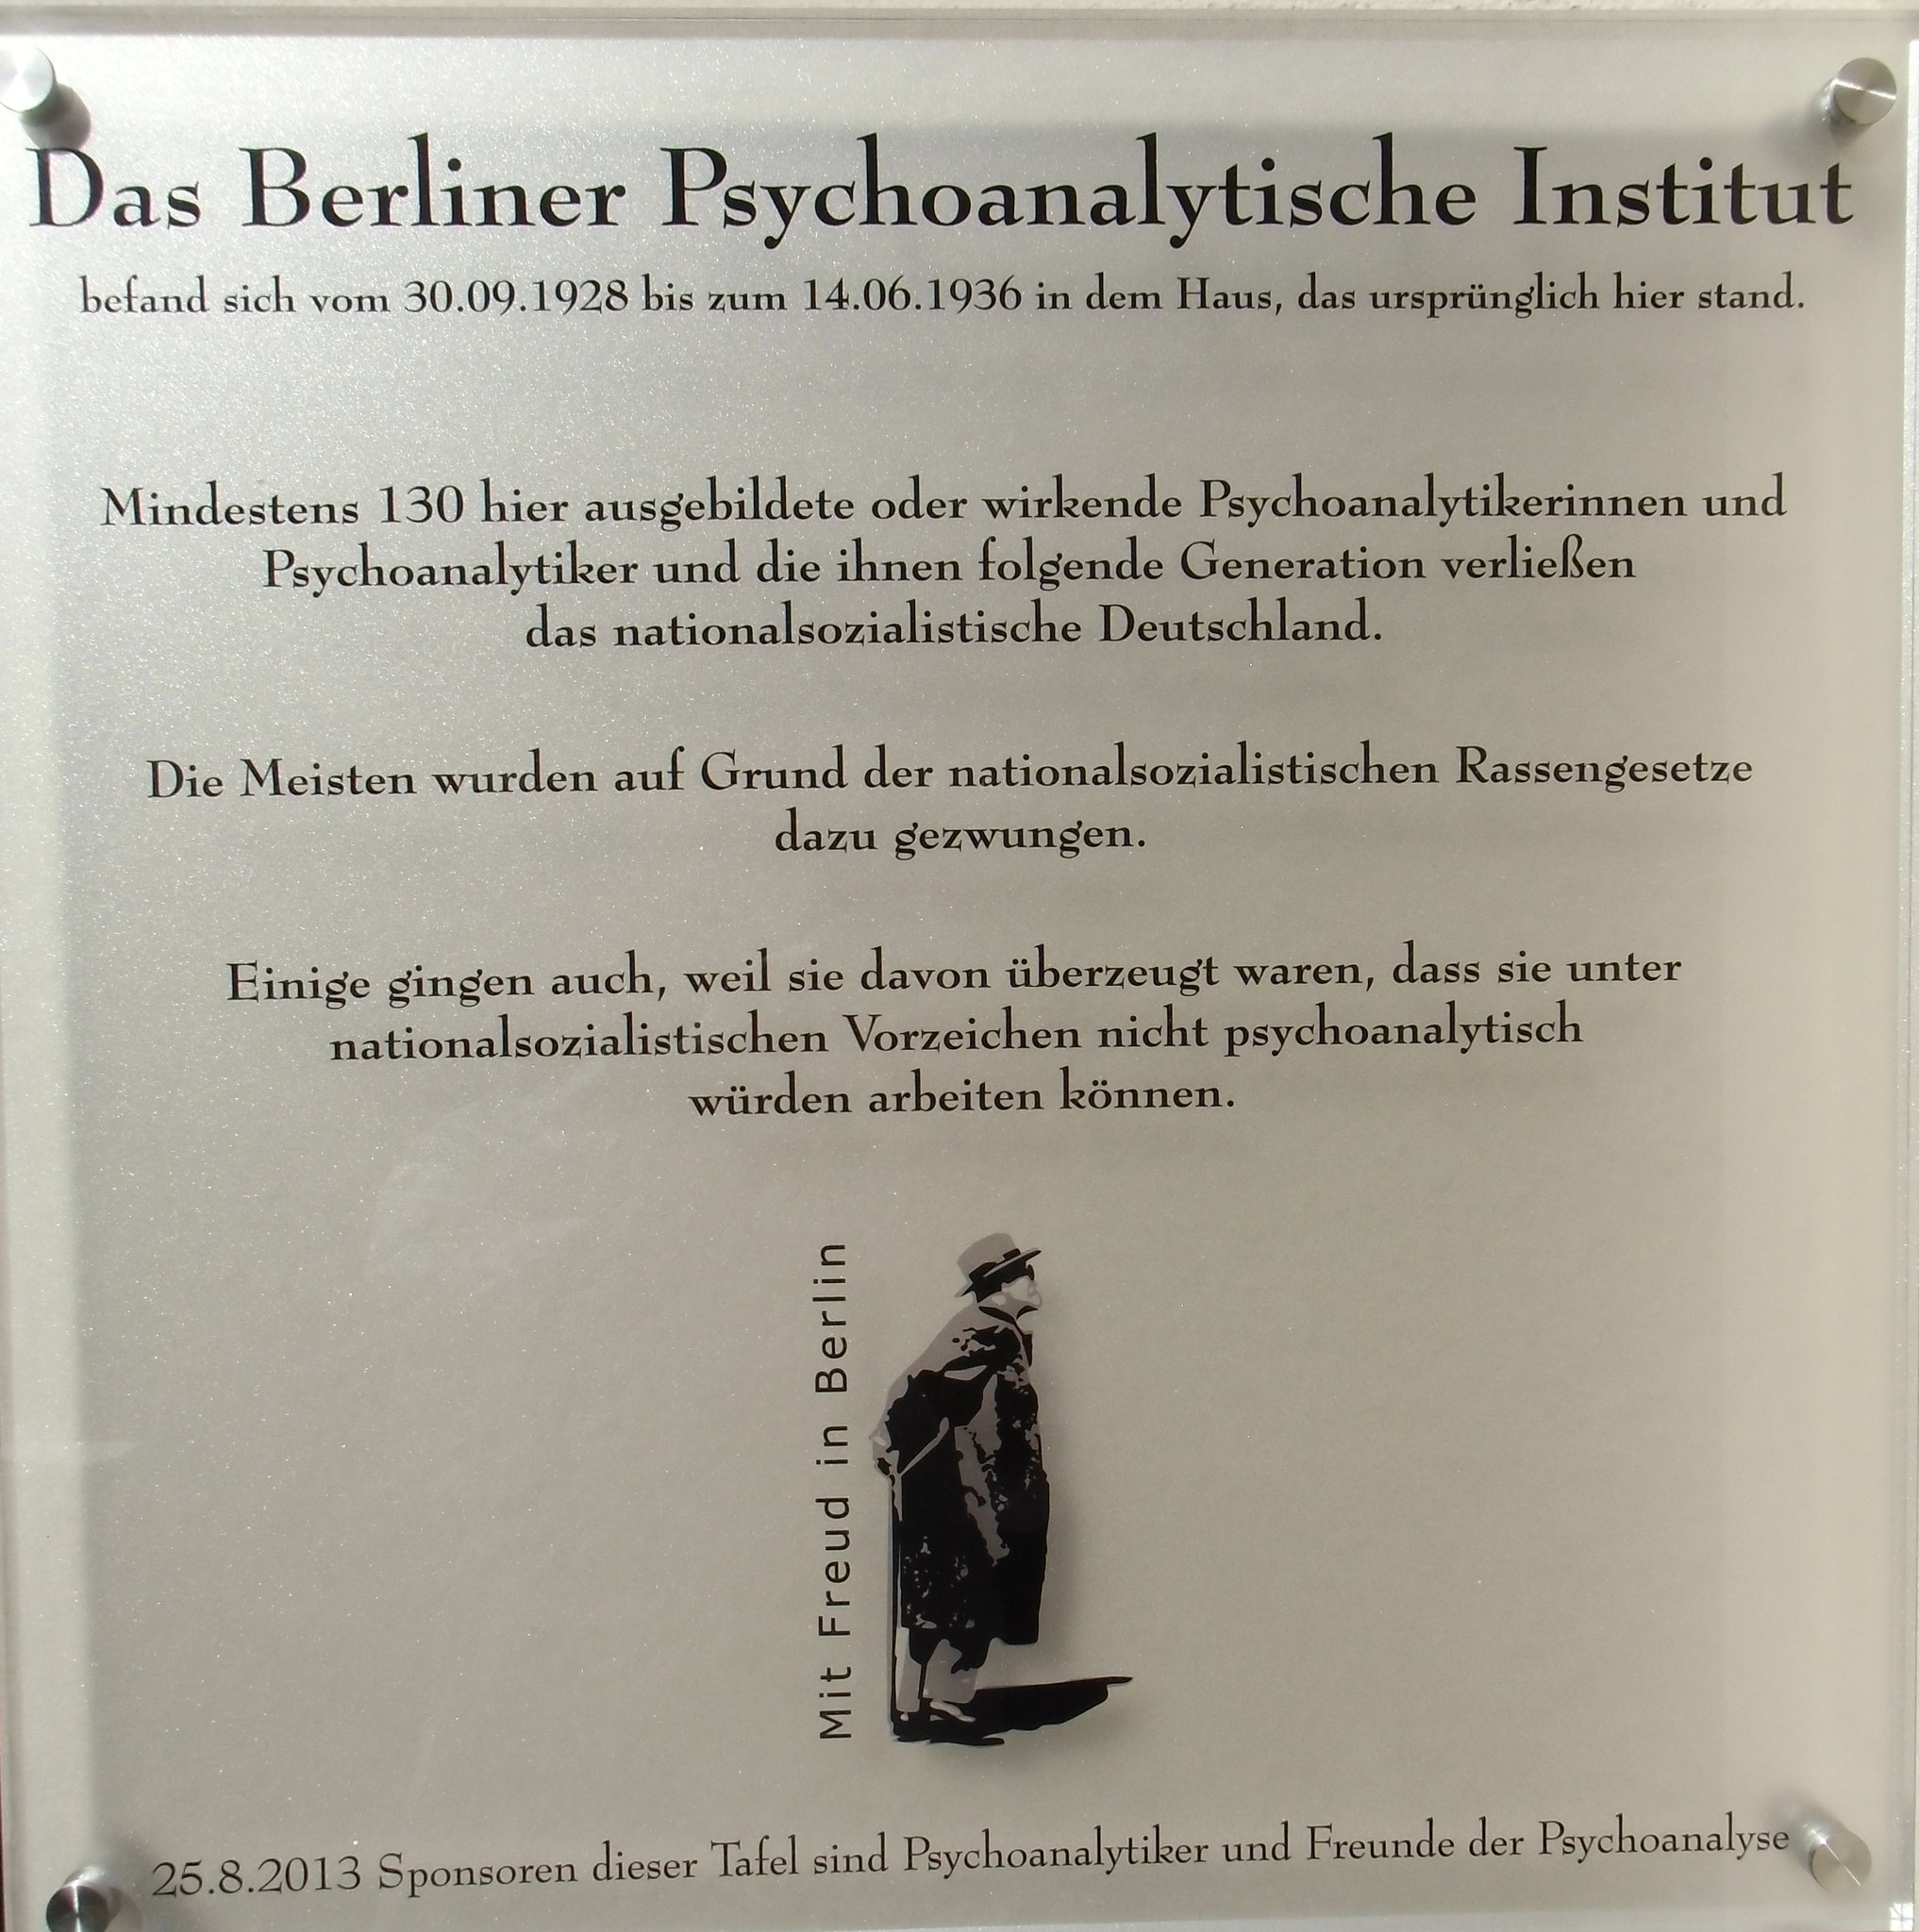 Das Berliner Psychoanalytische Institut
befand sich vom 30.09.1928 bis zum 14.06.1936 in dem Haus, das ursprünglich hier stand.
Mindestens 130 hier ausgebildete oder wirkende Psychoanalytikerinnen und
Psychoanalytiker und die ihnen folgende Generation verließen
das nationalsozialistische Deutschland.
Die Meisten wurden auf Grund der nationalsozialistischen Rassengesetze
dazu gezwungen.
Einige gingen auch, weil sie davon überzeugt waren, dass sie unter
nationalsozialistischen Vorzeichen nicht psychoanalytisch
würden arbeiten können.
Mit Freud in Berlin
25.8.2013 Sponsoren dieser Tafel sind Psychoanalytiker und Freunde der Psychoanalyse